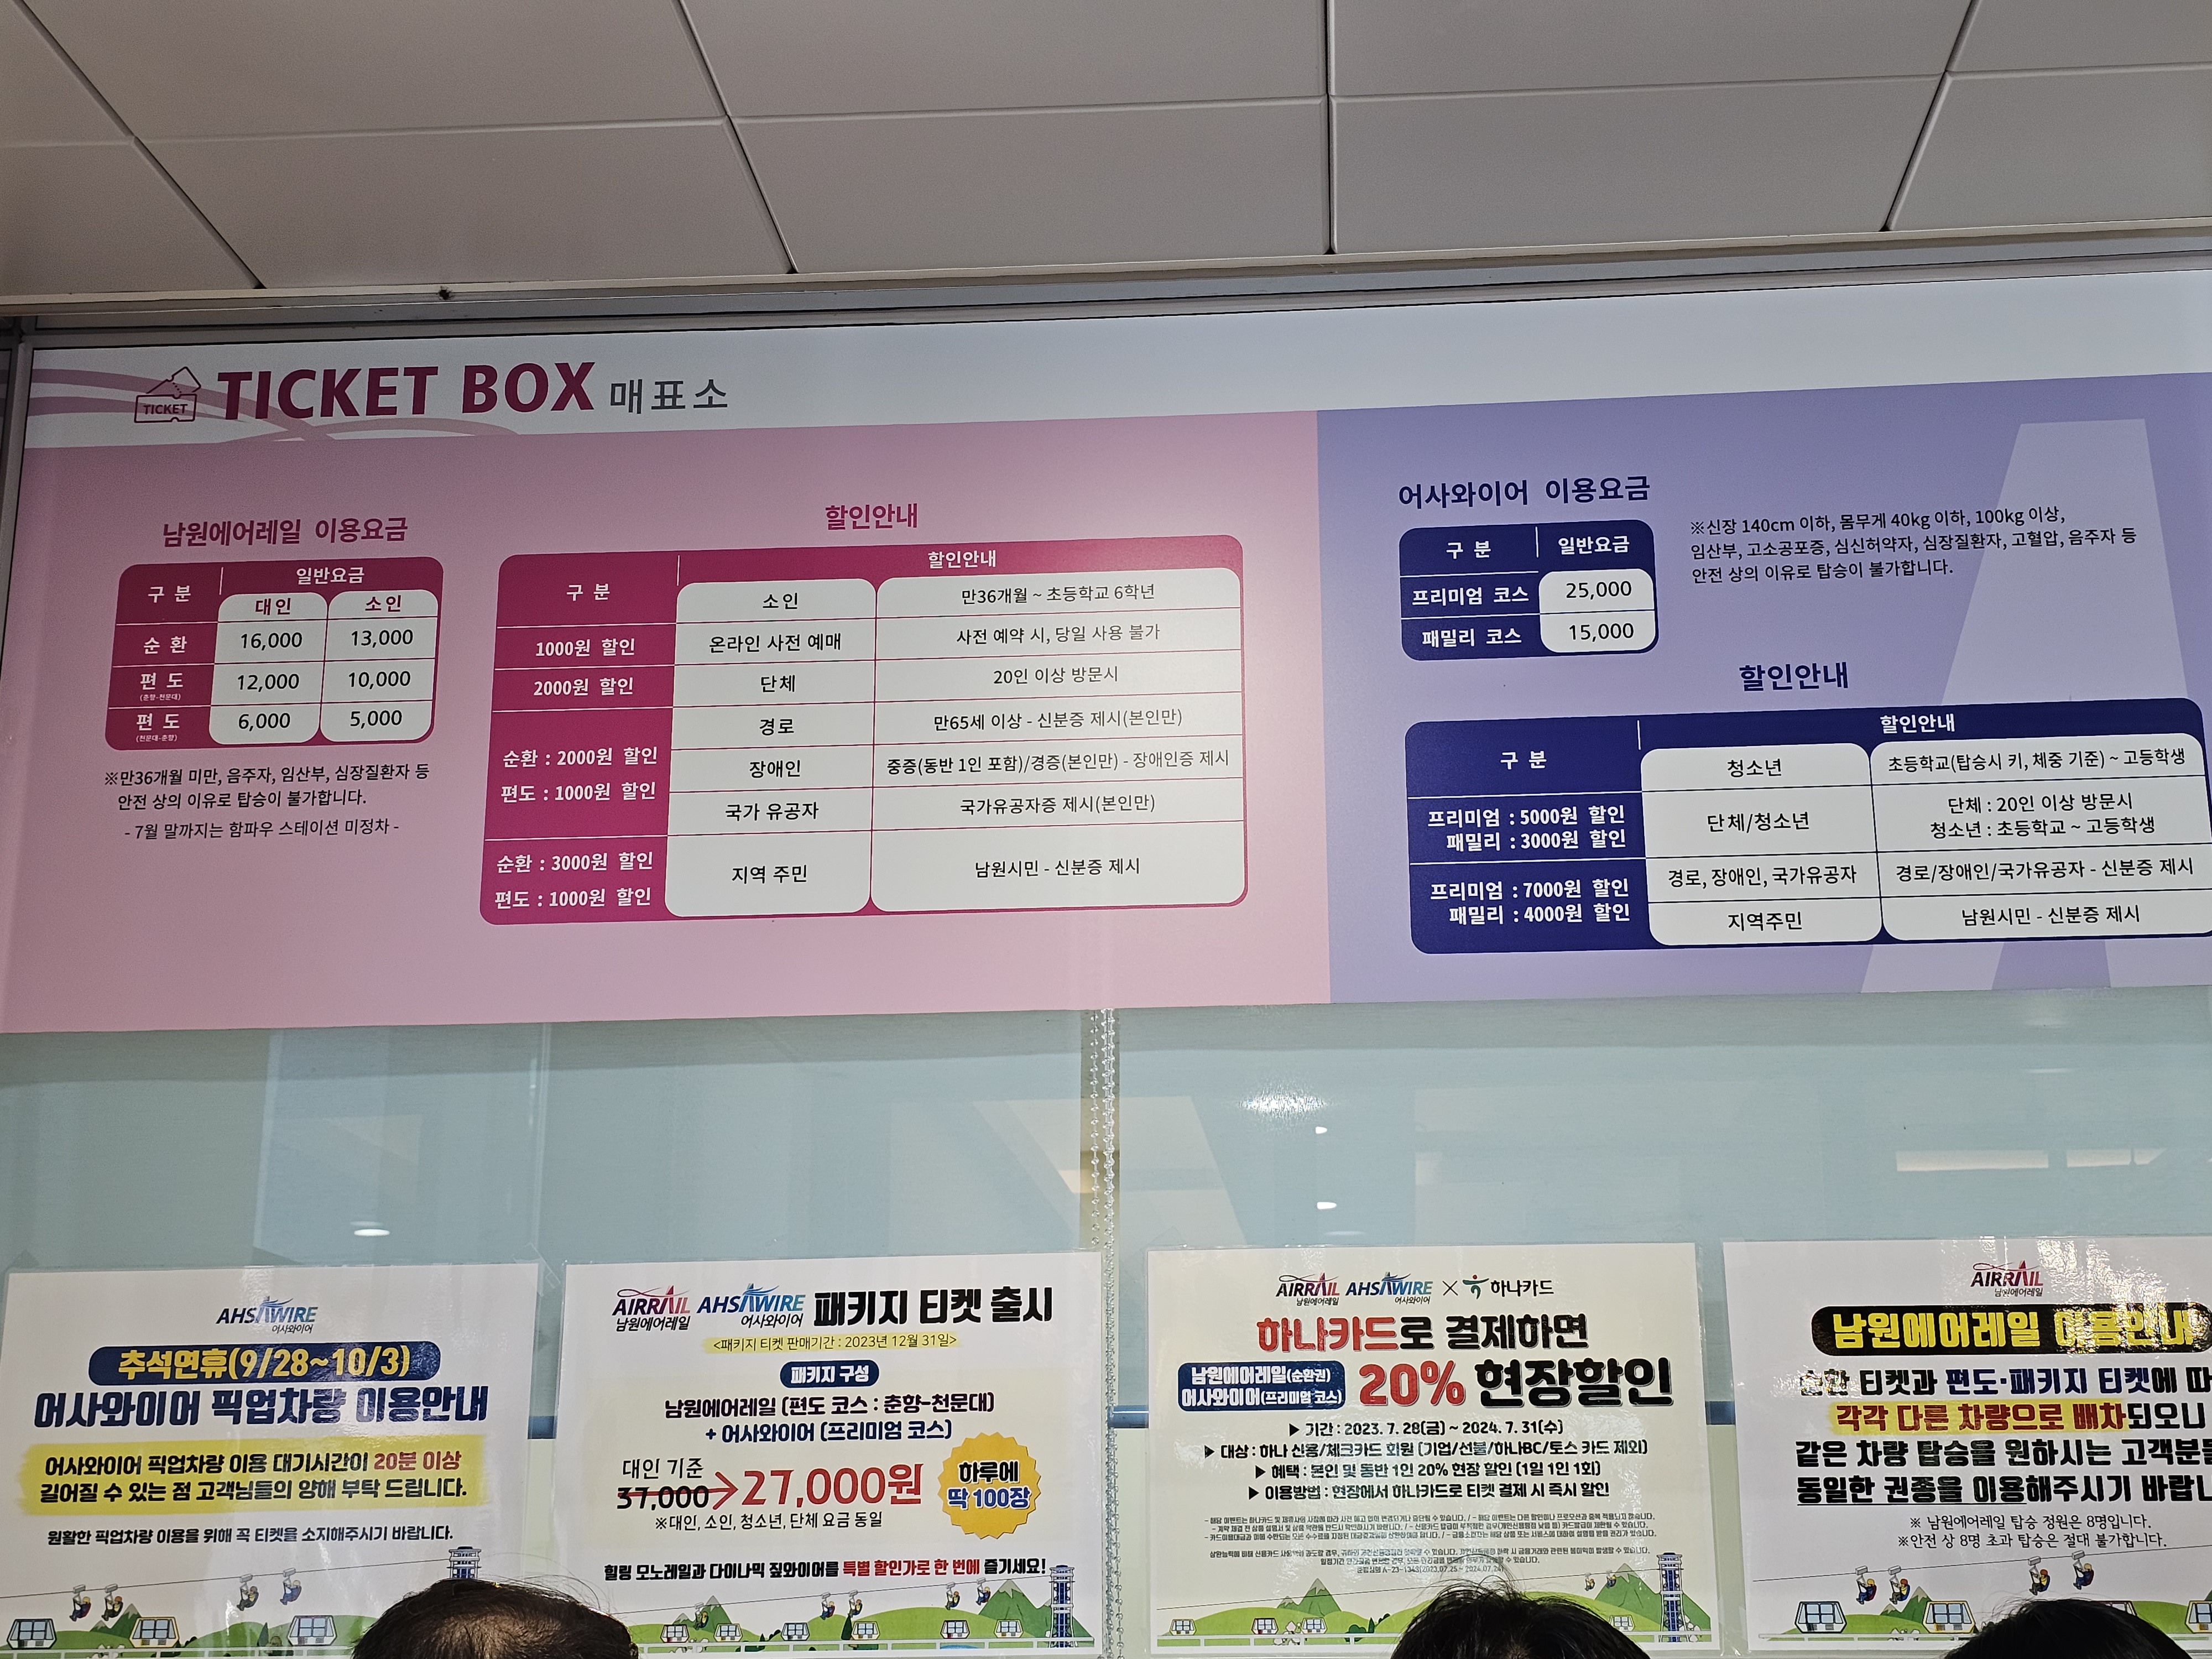 TICKET
TICKET BOX 매표소
남원에어레일 이용요금
구 분
일반요금
대인 소인
순 환 16,000 13,000
편 도 12,000 10,000
(춘향-천문대)
편 도 6,000 5,000
(천문대-춘향)
※만36개월 미만, 음주자, 임산부, 심장질환자 등
안전 상의 이유로 탑승이 불가합니다.
- 7월 말까지는 함파우 스테이션 미정차 -
할인안내
구 분
할인안내
소인 만36개월 ~ 초등학교 6학년
1000원 할인 온라인 사전 예매 사전 예약 시, 당일 사용 불가
2000원 할인 단체 20인 이상 방문시
순환 : 2000원 할인
편도 : 1000원 할인
경로 만65세 이상 - 신분증 제시(본인만)
장애인 중증(동반 1인 포함)/경증(본인만) - 장애인증 제시
국가 유공자 국가유공자증 제시(본인만)
순환 : 3000원 할인
편도 : 1000원 할인
지역 주민 남원시민 - 신분증 제시
어사와이어 이용요금
구 분 일반요금
프리미엄 코스 25,000
패밀리 코스 15,000
※신장 140cm 이하, 몸무게 40kg 이하, 100kg 이상,
임산부, 고소공포증, 심신허약자, 심장질환자, 고혈압, 음주자 등
안전 상의 이유로 탑승이 불가합니다.
할인안내
구 분
할인안내
청소년 초등학교(탑승시 키, 체중 기준) ~ 고등학생
프리미엄 : 5000원 할인
패밀리 : 3000원 할인
단체/청소년
단체 : 20인 이상 방문시
청소년 : 초등학교 ~ 고등학생
프리미엄 : 7000원 할인
패밀리 : 4000원 할인
경로, 장애인, 국가유공자 경로/장애인/국가유공자 - 신분증 제시
지역주민 남원시민 - 신분증 제시
AHSAWIRE
어사와이어
추석연휴(9/28~10/3)
어사와이어 픽업차량 이용안내
어사와이어 픽업차량 이용 대기시간이 20분 이상
길어질 수 있는 점 고객님들의 양해 부탁 드립니다.
원활한 픽업차량 이용을 위해 꼭 티켓을 소지해주시기 바랍니다.
AIRRAIL 남원에어레일 AHSAWIRE 어사와이어 패키지 티켓 출시
<패키지 티켓 판매기간 : 2023년 12월 31일>
패키지 구성
남원에어레일 (편도 코스 : 춘향-천문대)
+ 어사와이어 (프리미엄 코스)
대인 기준
37,000 27,000원
하루에
딱 100장
※대인, 소인, 청소년, 단체 요금 동일
힐링 모노레일과 다이나믹 짚와이어를 특별 할인가로 한 번에 즐기세요!
AIRRAIL 남원에어레일 AHSAWIRE 어사와이어 × 하나카드
하나카드로 결제하면
남원에어레일(순환권)
어사와이어(프리미엄 코스)
20% 현장할인
▶ 기간 : 2023. 7. 28(금) ~ 2024. 7. 31(수)
▶ 대상 : 하나 신용/체크카드 회원 (기업/선불/하나BC/토스 카드 제외)
▶ 혜택 : 본인 및 동반 1인 20% 현장 할인 (1일 1인 1회)
▶ 이용방법 : 현장에서 하나카드로 티켓 결제 시 즉시 할인
AIRRAIL
남원에어레일
남원에어레일 이용안내
순환 티켓과 편도·패키지 티켓에 따
각각 다른 차량으로 배차되오니
같은 차량 탑승을 원하시는 고객분들
동일한 권종을 이용해주시기 바랍니
※ 남원에어레일 탑승 정원은 8명입니다.
※안전 상 8명 초과 탑승은 절대 불가합니다.